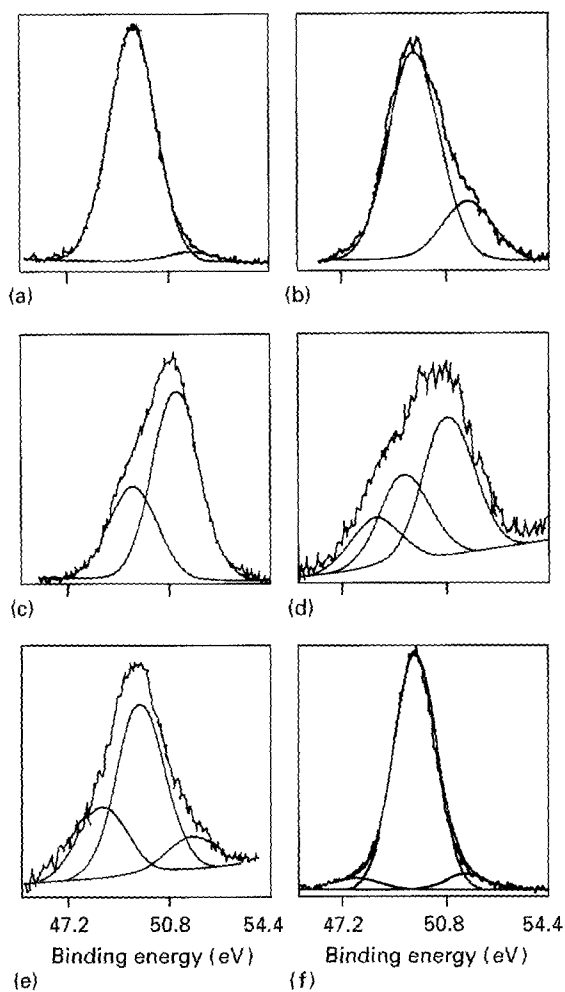 (a) (b)
(c) (d)
47.2 50.8 54.4 47.2 50.8 54.4
Binding energy (eV) Binding energy (eV)
(e) (f)